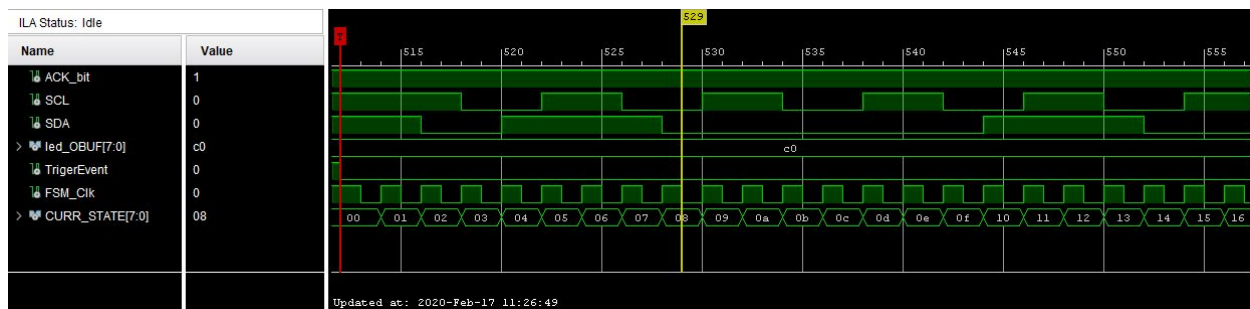 ILA Status: Idle
529
Name Value
T
515 520 525 530 535 540 545 550 555
ACK_bit 1
SCL 0
SDA 0
> led_OBUF[7:0] c0 c0
TrigerEvent 0
FSM_Clk 0
> CURR_STATE[7:0] 08 00 01 02 03 04 05 06 07 08 09 0a 0b 0c 0d 0e 0f 10 11 12 13 14 15 16
Updated at: 2020-Feb-17 11:26:49